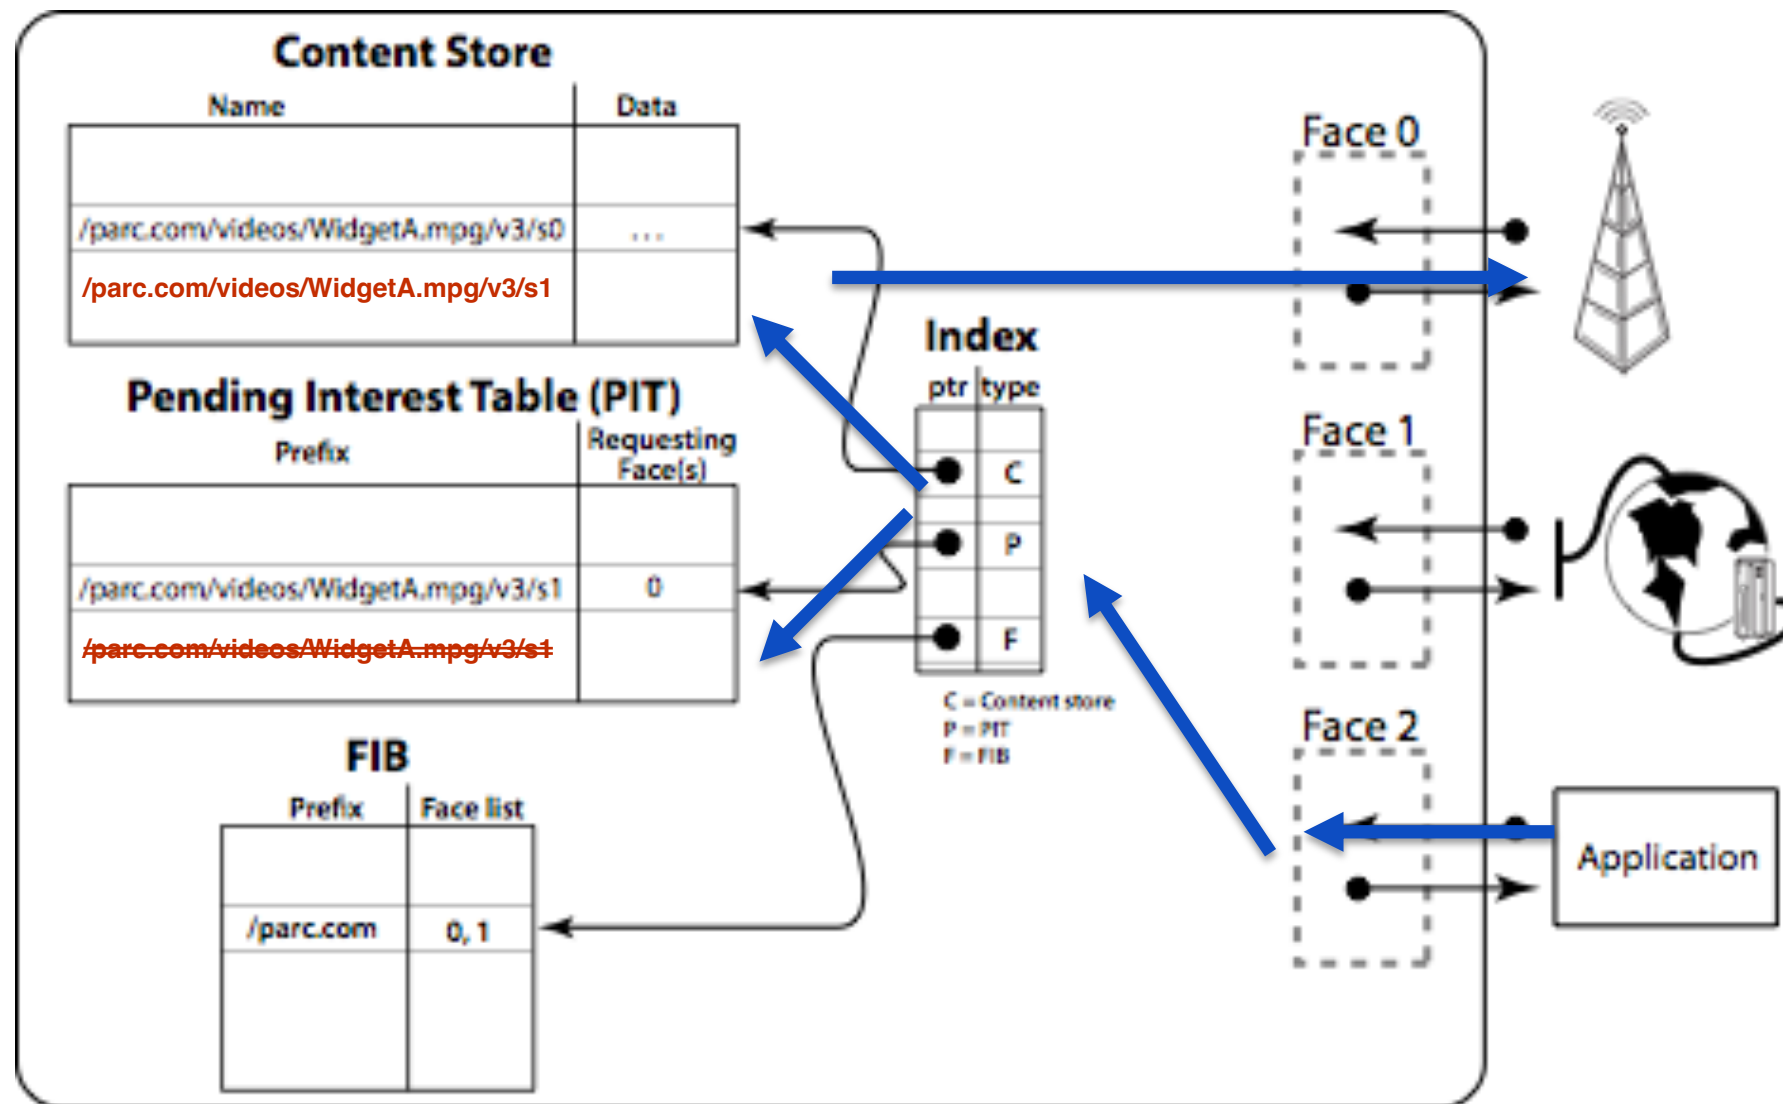 Content Store
Name Data
/parc.com/videos/WidgetA.mpg/v3/s0 ...
/parc.com/videos/WidgetA.mpg/v3/s1
Pending Interest Table (PIT)
Prefix Requesting
Face(s)
/parc.com/videos/WidgetA.mpg/v3/s1 0
/parc.com/videos/WidgetA.mpg/v3/s1
FIB
Prefix Face list
/parc.com 0, 1
Index
ptr type
C
P
F
C = Content store
P = PIT
F = FIB
Face 0
Face 1
Face 2
Application